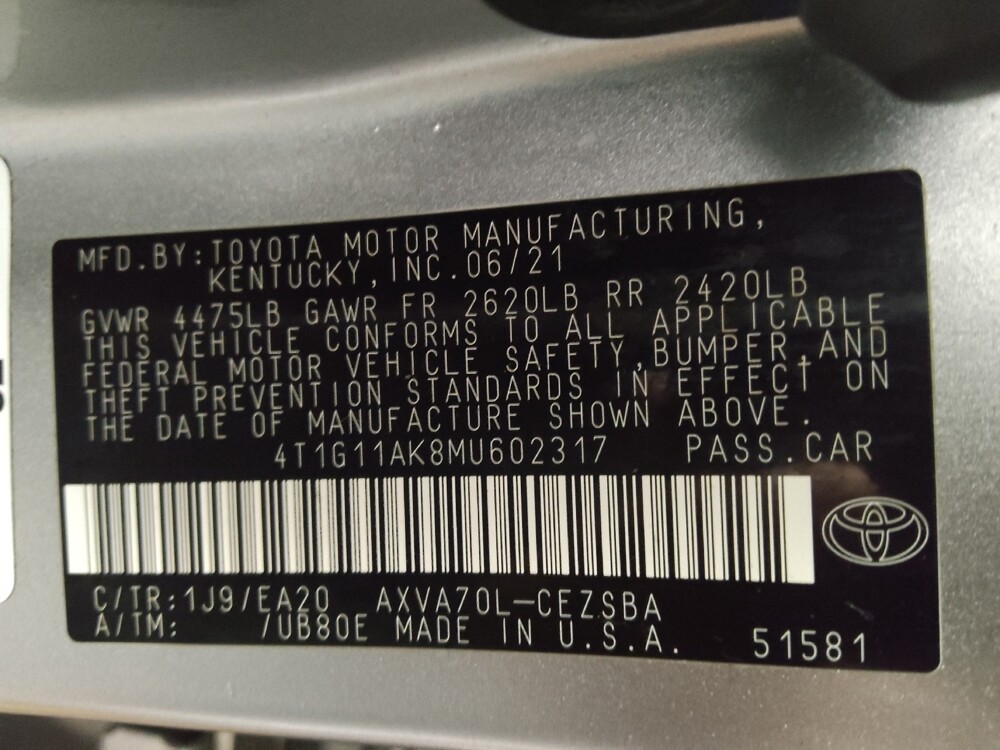 MFD.BY:TOYOTA MOTOR MANUFACTURING,
KENTUCKY,INC.06/21
GVWR 4475LB GAWR FR 2620LB RR 2420LB
THIS VEHICLE CONFORMS TO ALL APPLICABLE
FEDERAL MOTOR VEHICLE SAFETY,BUMPER,AND
THEFT PREVENTION STANDARDS IN EFFECT ON
THE DATE OF MANUFACTURE SHOWN ABOVE.
4T1G11AK8MU602317 PASS.CAR
C/TR:1J9/EA20 AXVA70L-CEZSBA
A/TM: /UB80E MADE IN U.S.A. 51581